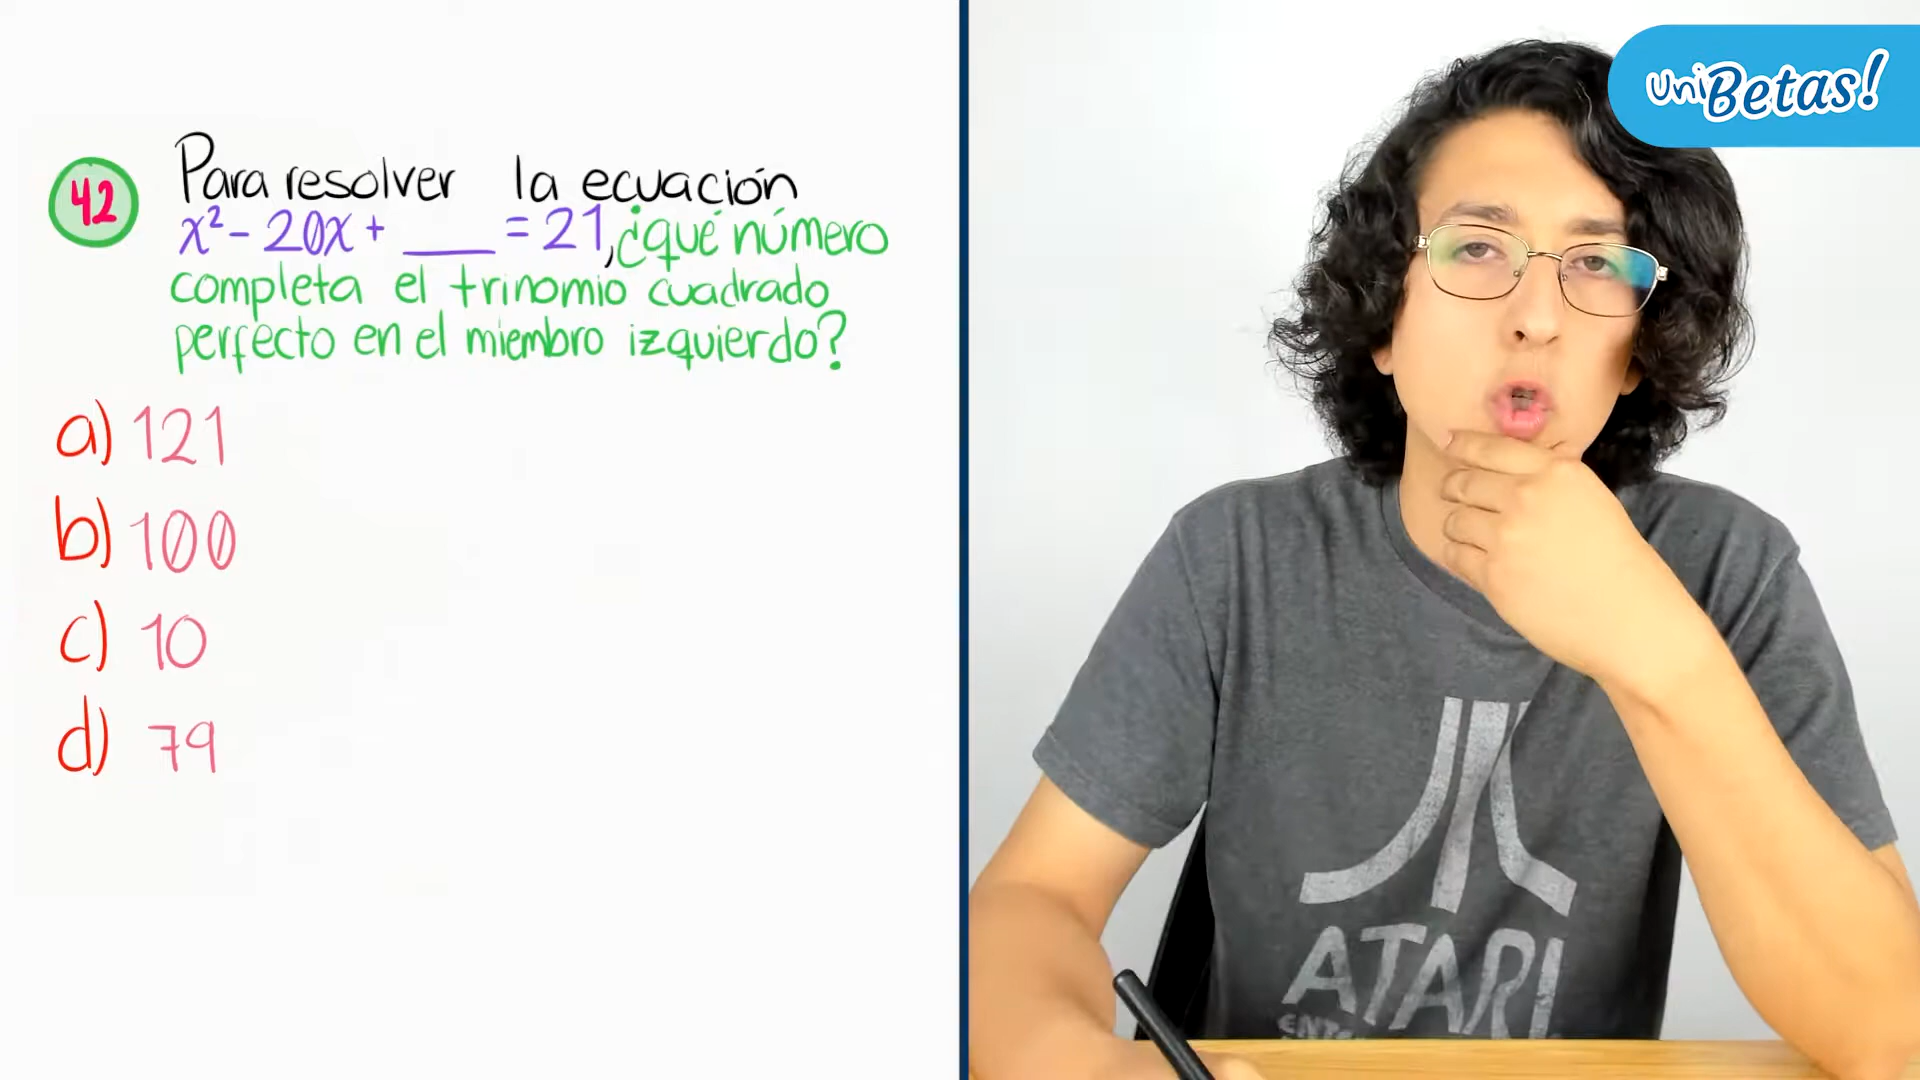 42
Para resolver la ecuación
x² - 20x + ____ = 21, ¿qué número
completa el trinomio cuadrado
perfecto en el miembro izquierdo?
a) 121
b) 100
c) 10
d) 79
UniBetas!
ATARI